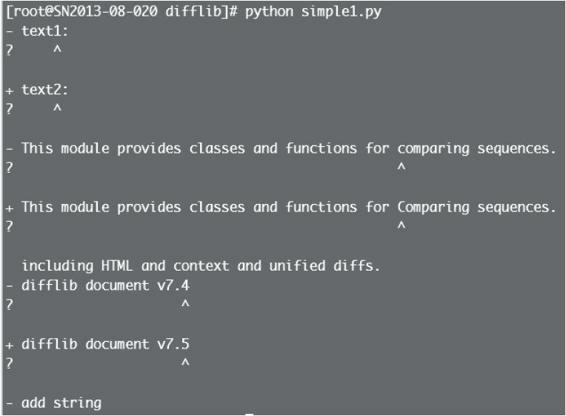 [root@SN2013-08-020 difflib]# python simple1.py
- text1:
?     ^
+ text2:
?     ^
- This module provides classes and functions for comparing sequences.
?                                                ^
+ This module provides classes and functions for Comparing sequences.
?                                                ^
  including HTML and context and unified diffs.
- difflib document v7.4
?                     ^
+ difflib document v7.5
?                     ^
- add string